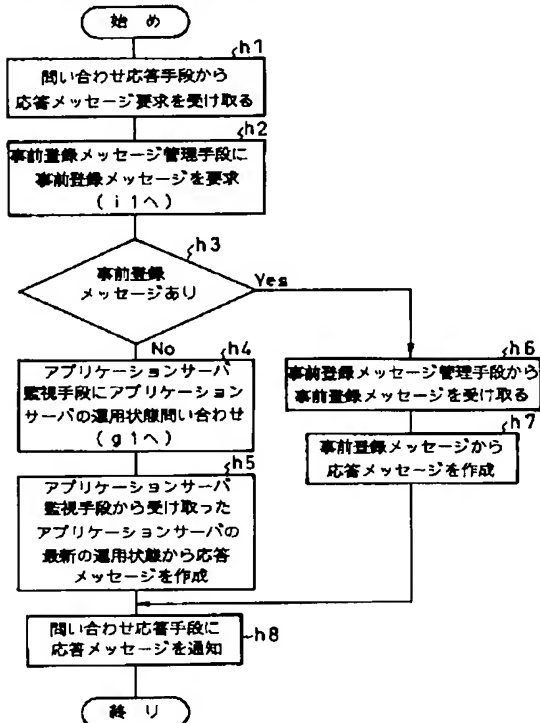 始め
h1
問い合わせ応答手段から
応答メッセージ要求を受け取る
h2
事前登録メッセージ管理手段に
事前登録メッセージを要求
(i1へ)
h3
事前登録
メッセージあり
Yes
No
h4
アプリケーションサーバ
監視手段にアプリケーション
サーバの運用状態問い合わせ
(g1へ)
h5
アプリケーションサーバ
監視手段から受け取った
アプリケーションサーバの
最新の運用状態から応答
メッセージを作成
h6
事前登録メッセージ管理手段から
事前登録メッセージを受け取る
h7
事前登録メッセージから
応答メッセージを作成
問い合わせ応答手段に
応答メッセージを通知
h8
終り